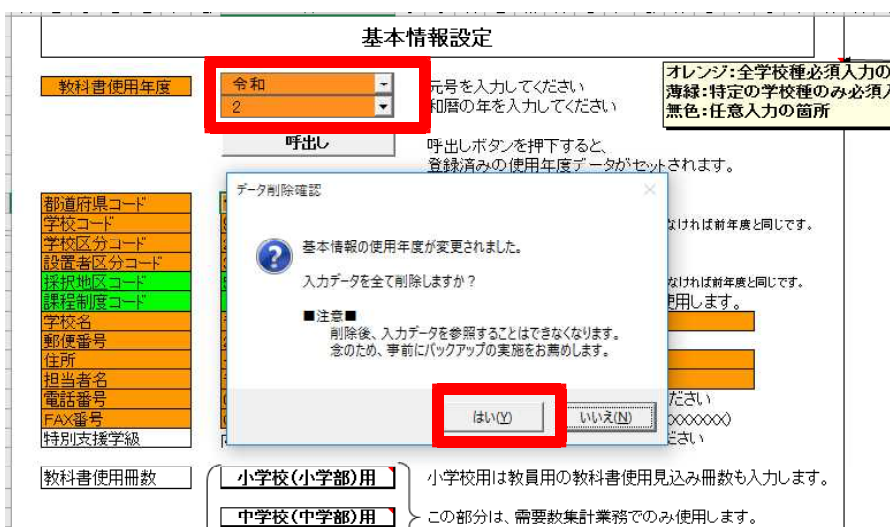 基本情報設定
オレンジ:全学校種必須入力の
薄緑:特定の学校種のみ必須入
無色:任意入力の箇所
教科書使用年度
令和
元号を入力してください
2
和暦の年を入力してください
呼出し
呼出しボタンを押下すると、
登録済みの使用年度データがセットされます。
データ削除確認
都道府県コード
学校コード
なければ前年度と同じです。
学校区分コード
基本情報の使用年度が変更されました。
設置者区分コード
採択地区コード
入力データを全て削除しますか?
なければ前年度と同じです。
課程制度コード
使用します。
学校名
■注意■
郵便番号
削除後、入力データを参照することはできなくなります。
念のため、事前にバックアップの実施をお薦めします。
住所
担当者名
電話番号
ださい
FAX番号
はい(Y)
いいえ(N)
xxxxxxx)
特別支援学級
ださい
教科書使用冊数
小学校(小学部)用
小学校用は教員用の教科書使用見込み冊数も入力します。
中学校(中学部)用
この部分は、需要数集計業務でのみ使用します。